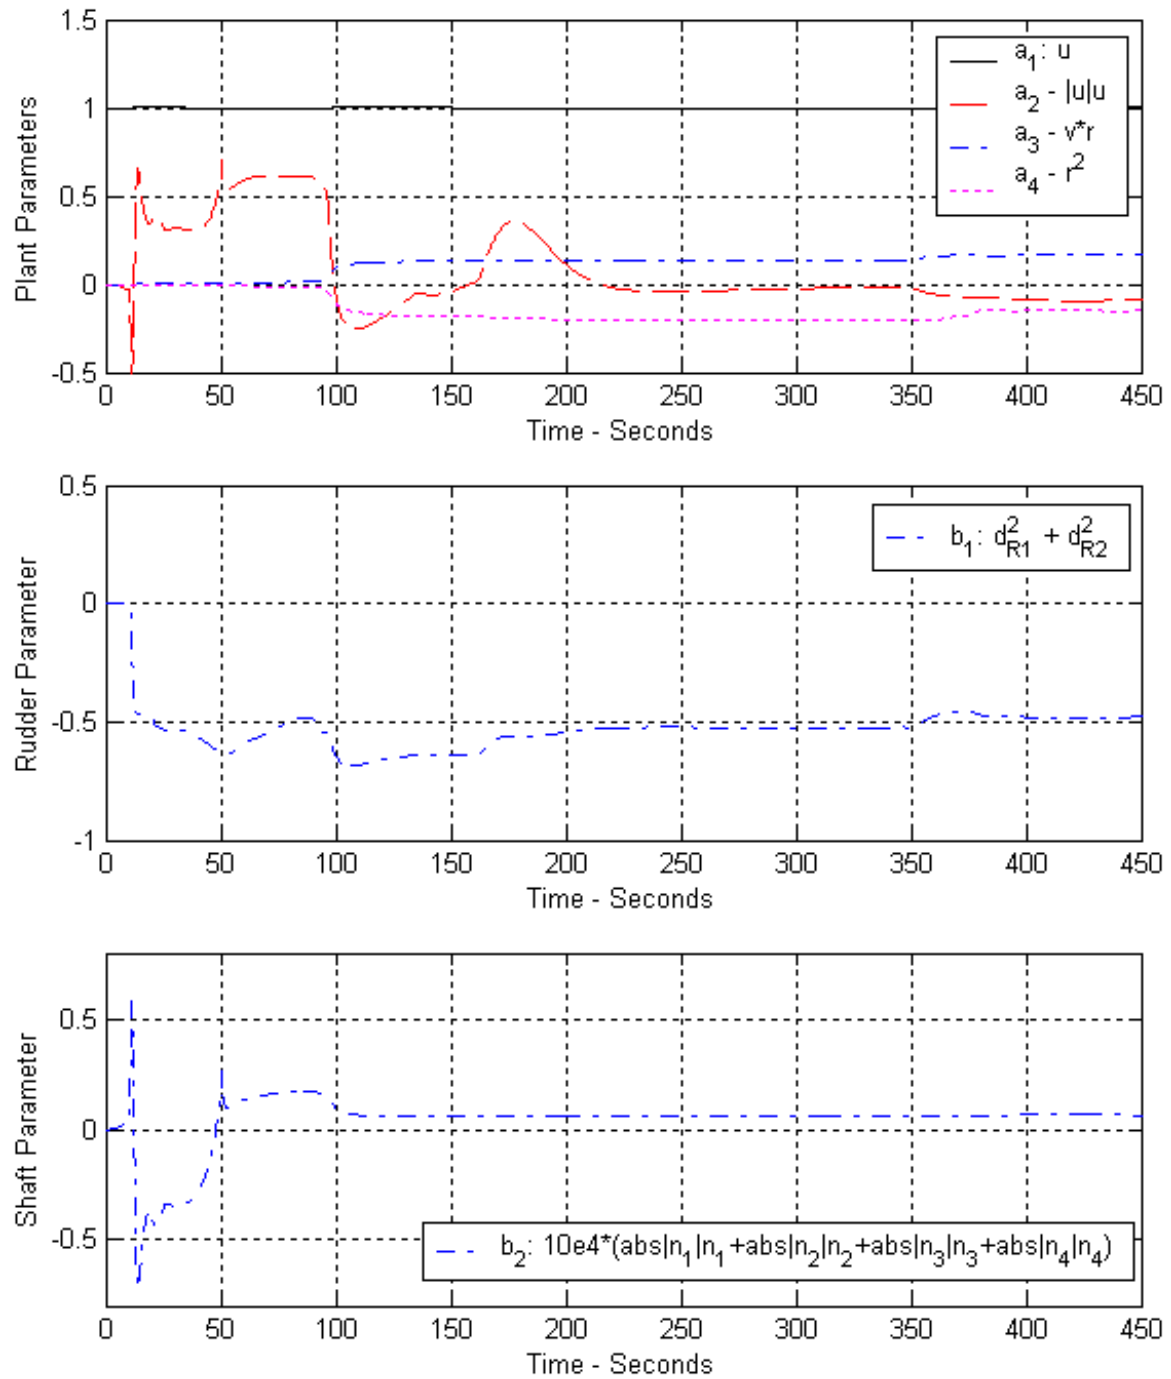 1.5
1
0.5
0
-0.5
Plant Parameters
a₁: u
a₂ - |u|u
a₃ - v*r
a₄ - r²
0 50 100 150 200 250 300 350 400 450
Time - Seconds
0.5
0
-0.5
-1
Rudder Parameter
b₁: d²R1 + d²R2
0 50 100 150 200 250 300 350 400 450
Time - Seconds
0.5
0
-0.5
Shaft Parameter
b₂: 10e4*(abs|n₁|n₁+abs|n₂|n₂+abs|n₃|n₃+abs|n₄|n₄)
0 50 100 150 200 250 300 350 400 450
Time - Seconds